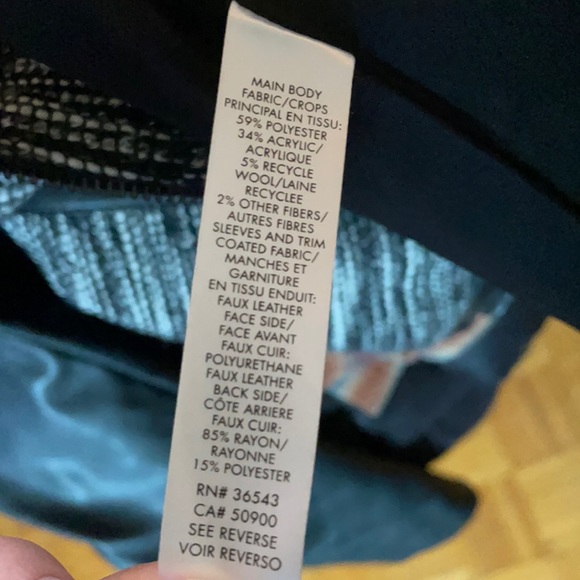 MAIN BODY
FABRIC/CROPS
PRINCIPAL EN TISSU:
59% POLYESTER
34% ACRYLIC/
ACRYLIQUE
5% RECYCLE
WOOL/LAINE
RECYCLEE
2% OTHER FIBERS/
AUTRES FIBRES
SLEEVES AND TRIM
COATED FABRIC/
MANCHES ET
GARNITURE
EN TISSU ENDUIT:
FAUX LEATHER
FACE SIDE/
FACE AVANT
FAUX CUIR:
POLYURETHANE
FAUX LEATHER
BACK SIDE/
CÔTE ARRIERE
FAUX CUIR:
85% RAYON/
RAYONNE
15% POLYESTER
RN# 36543
CA# 50900
SEE REVERSE
VOIR REVERSO